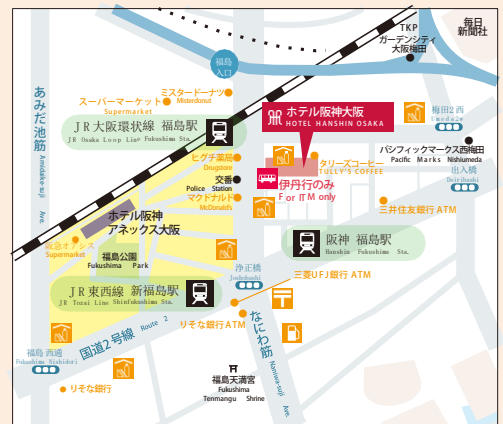 TKP
ガーデンシティ
大阪梅田
毎日
新聞社
福島
入口
ミスタードーナツ
Misterdonut
スーパーマーケット
Supermarket
JR大阪環状線 福島駅
JR Osaka Loop Line Fukushima Sta.
ホテル阪神大阪
HOTEL HANSHIN OSAKA
梅田2西
Umeda2w
パシフィックマークス西梅田
Pacific Marks Nishiumeda
出入橋
Deiribashi
あみだ池筋
Amidaike-suji Ave.
ヒグチ薬局
Drugstore
タリーズコーヒー
TULLY'S COFFEE
交番
Police Station
伊丹行のみ
For ITM only
マクドナルド
McDonald's
三井住友銀行 ATM
ホテル阪神
アネックス大阪
阪急オアシス
Supermarket
福島公園
Fukushima Park
阪神 福島駅
Hanshin Fukushima Sta.
浄正橋
Joshobashi
三菱UFJ銀行 ATM
JR東西線 新福島駅
JR Tozai Line ShinFukushima Sta.
りそな銀行 ATM
国道2号線 Route 2
なにわ筋
Naniwa-suji Ave.
福島西通
Fukushima Nishidori
りそな銀行
福島天満宮
Fukushima
Tenmangu Shrine